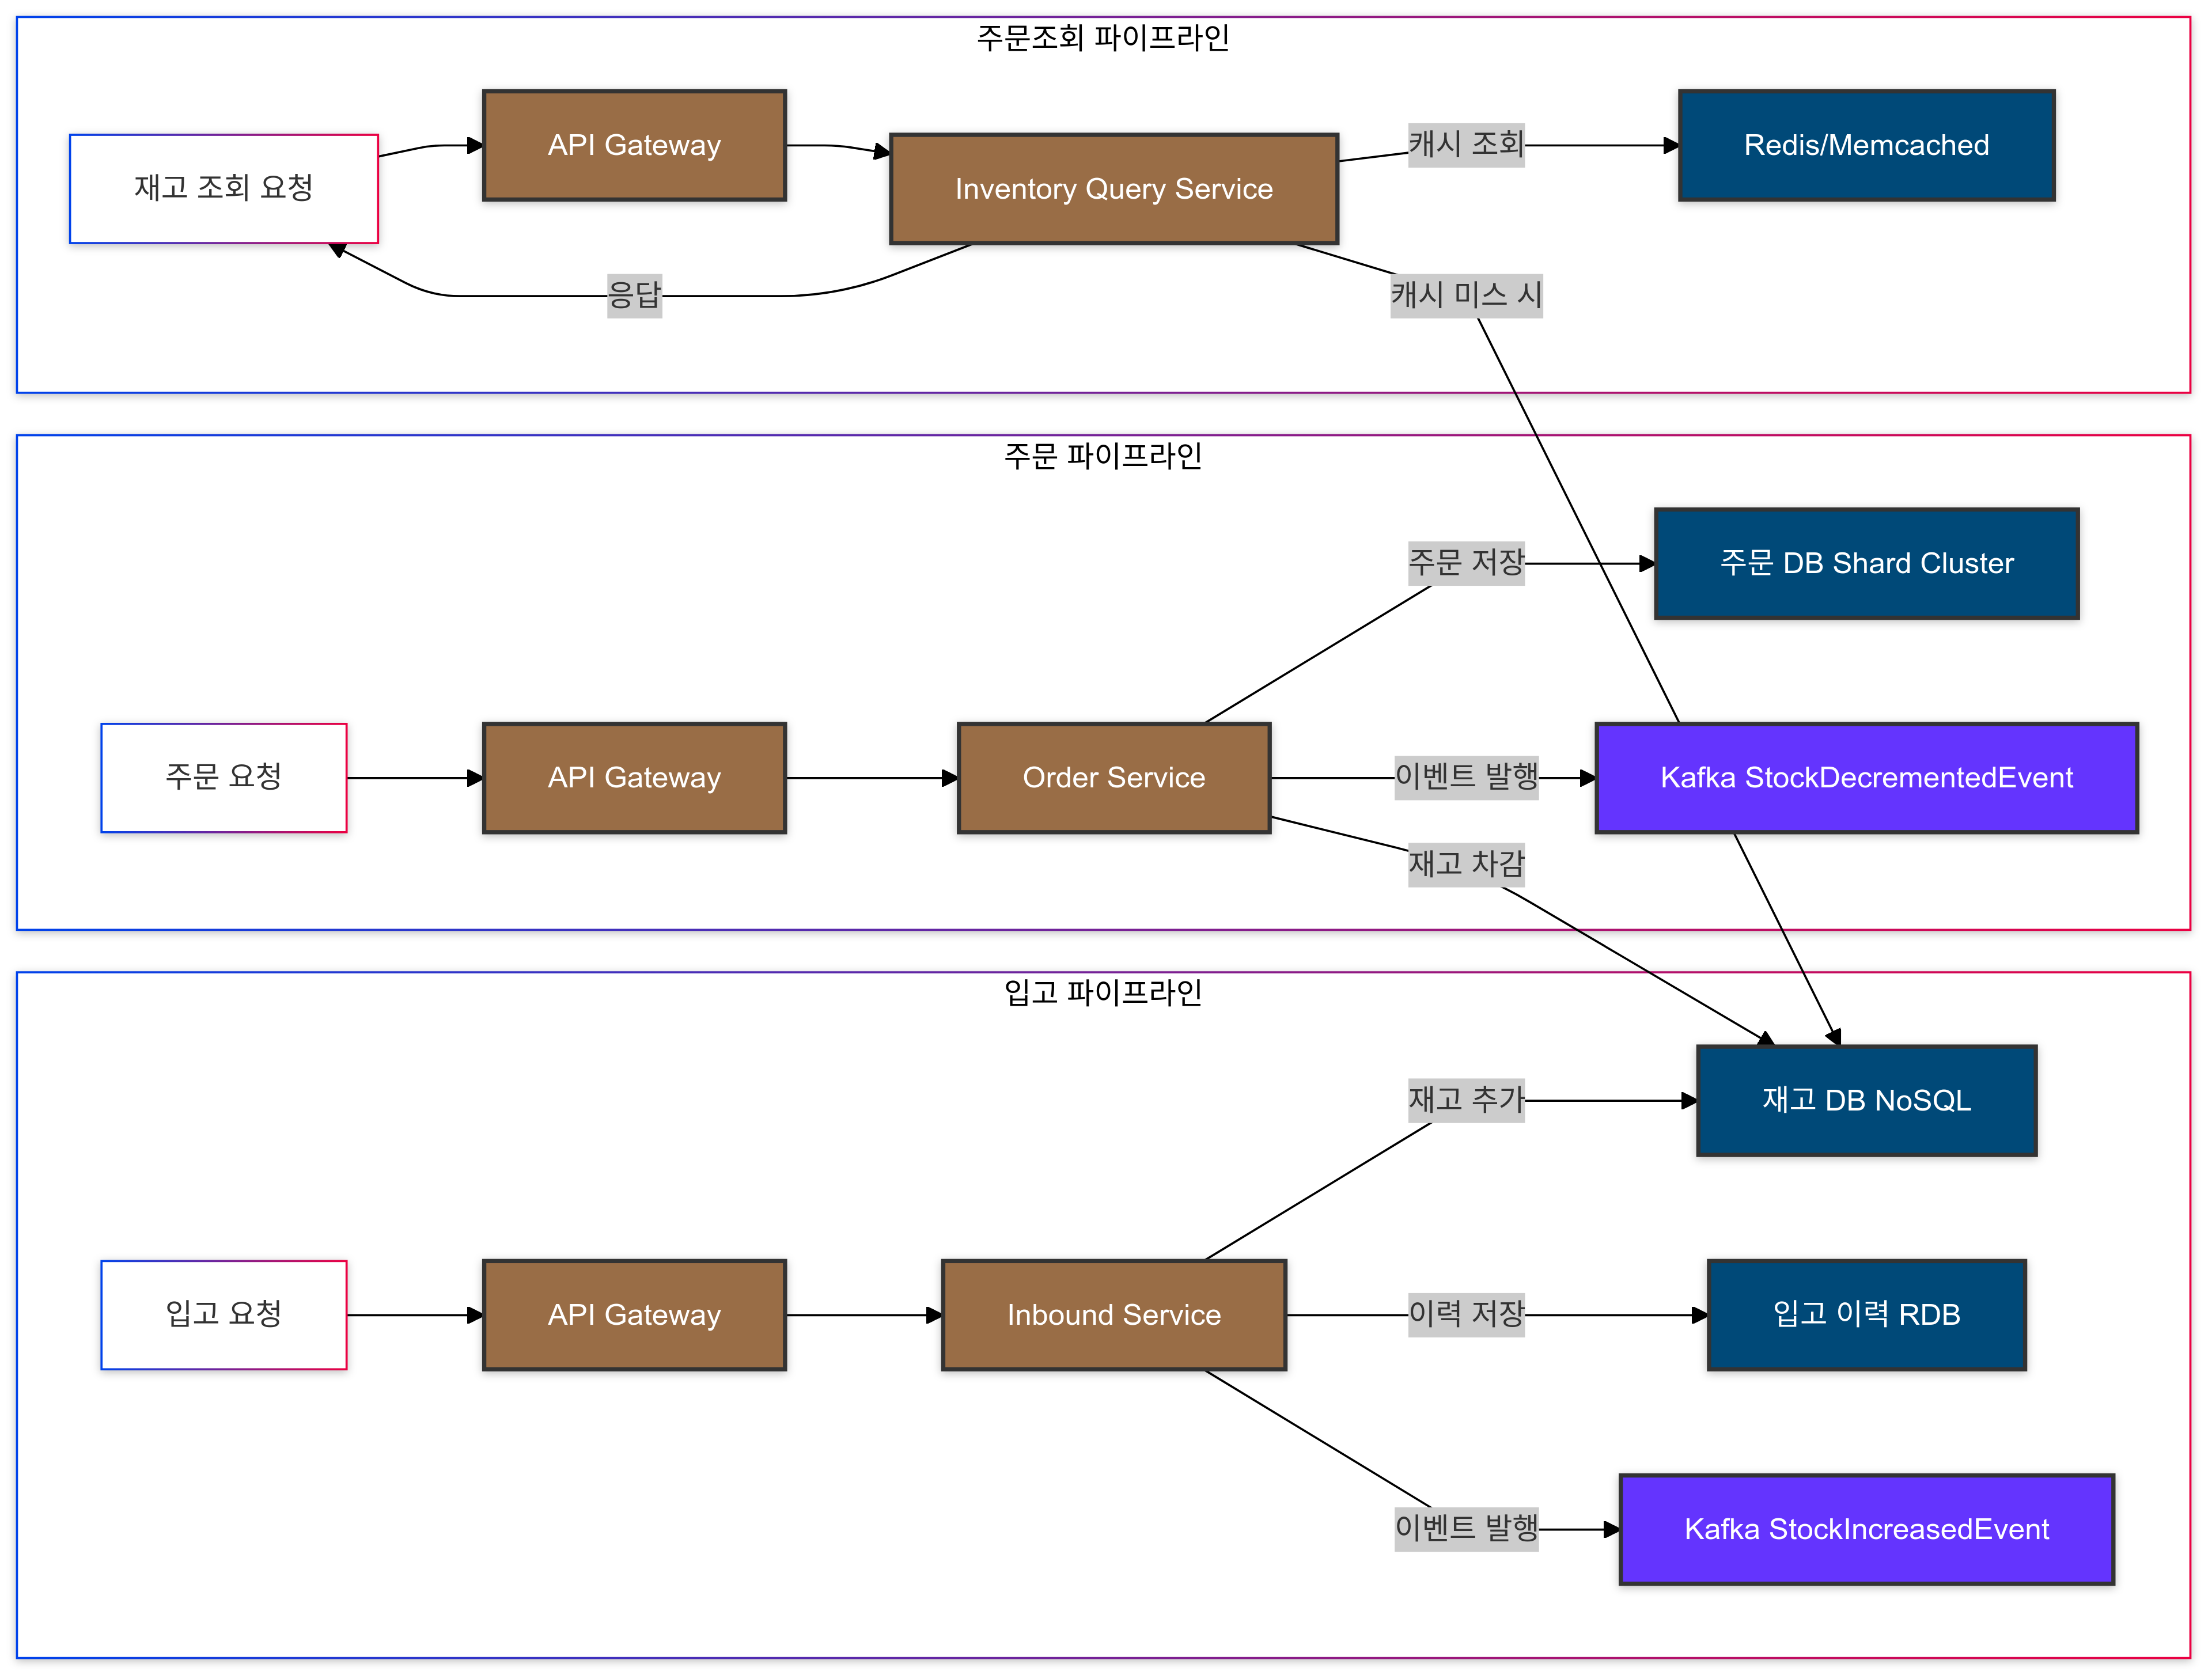 주문조회 파이프라인
재고 조회 요청
API Gateway
Inventory Query Service
캐시 조회
Redis/Memcached
응답
캐시 미스 시
주문 파이프라인
주문 저장
주문 DB Shard Cluster
주문 요청
API Gateway
Order Service
이벤트 발행
Kafka StockDecrementedEvent
재고 차감
입고 파이프라인
재고 추가
재고 DB NoSQL
입고 요청
API Gateway
Inbound Service
이력 저장
입고 이력 RDB
이벤트 발행
Kafka StockIncreasedEvent